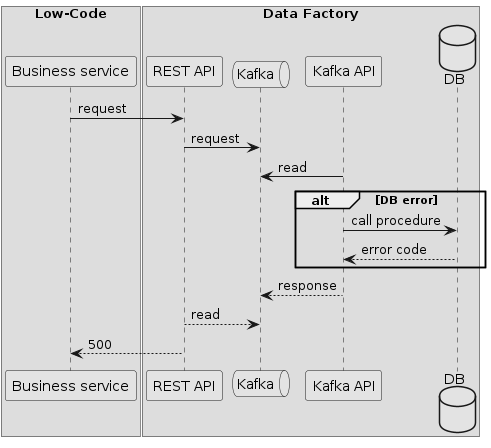 Low-Code
Data Factory
Business service
REST API
Kafka
Kafka API
DB
request
request
read
alt [DB error]
call procedure
error code
response
read
500
Business service
REST API
Kafka
Kafka API
DB